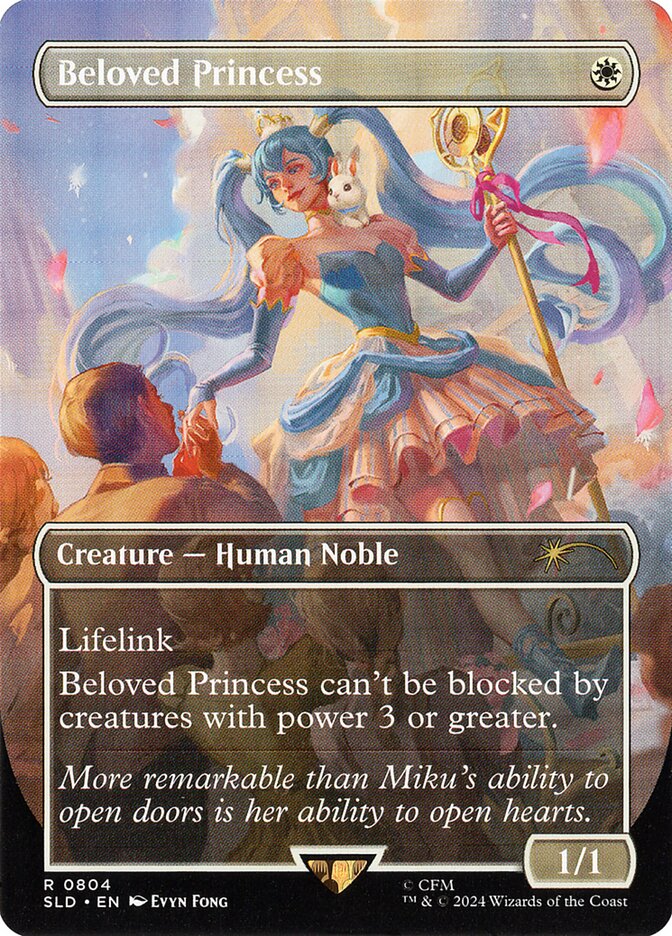 Beloved Princess
Creature — Human Noble
Lifelink
Beloved Princess can't be blocked by
creatures with power 3 or greater.
More remarkable than Miku's ability to
open doors is her ability to open hearts.
1/1
R 0804
SLD • EN Evyn Fong
© CFM
™ & © 2024 Wizards of the Coast